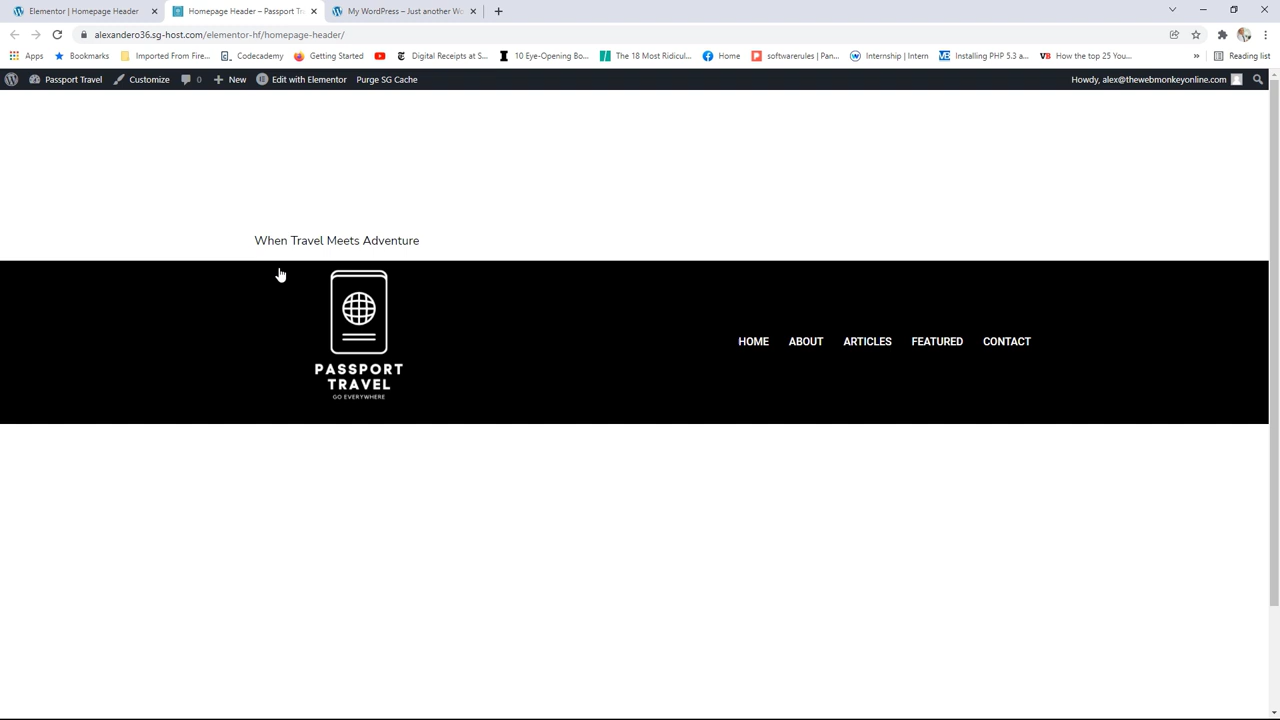 Elementor | Homepage Header
Homepage Header – Passport Tr
My WordPress – Just another Wo
alexandero36.sg-host.com/elementor-hf/homepage-header/
Apps Bookmarks Imported From Fire... Codecademy Getting Started Digital Receipts at S... 10 Eye-Opening Bo... The 18 Most Ridicul... Home softwarerules | Pan... Internship | Intern Installing PHP 5.3 a... How the top 25 You... » Reading list
Passport Travel Customize 0 New Edit with Elementor Purge SG Cache Howdy, alex@thewebmonkeyonline.com
When Travel Meets Adventure
PASSPORT
TRAVEL
GO EVERYWHERE
HOME ABOUT ARTICLES FEATURED CONTACT